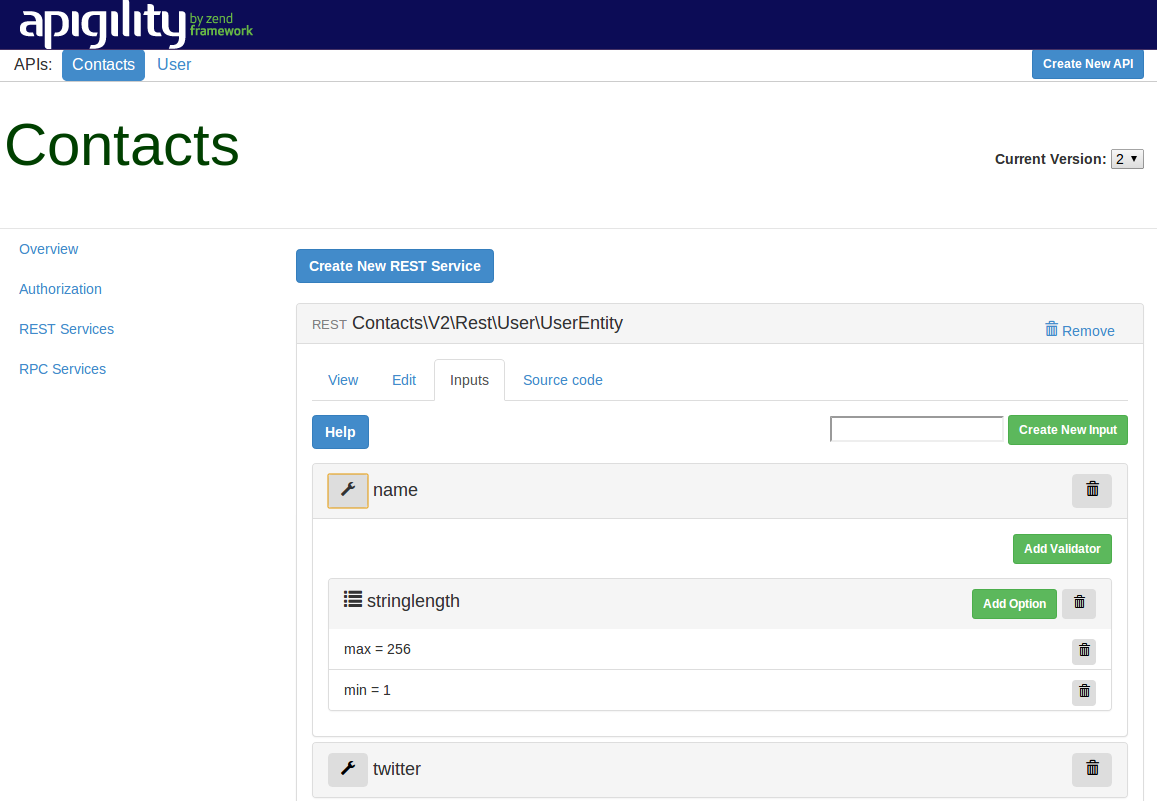 apigility by zend framework
APIs: Contacts User Create New API
Contacts
Current Version: 2
Overview
Authorization
REST Services
RPC Services
Create New REST Service
REST Contacts\V2\Rest\User\UserEntity Remove
View Edit Inputs Source code
Help Create New Input
name
Add Validator
stringlength Add Option
max = 256
min = 1
twitter